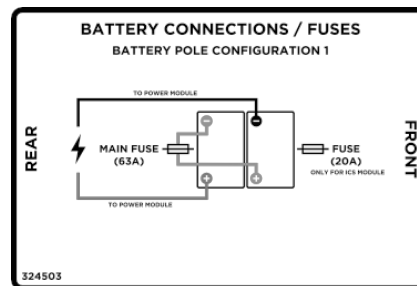 BATTERY CONNECTIONS / FUSES
BATTERY POLE CONFIGURATION 1
TO POWER MODULE
REAR
MAIN FUSE
(63A)
FUSE
(20A)
ONLY FOR ICS MODULE
FRONT
TO POWER MODULE
324503